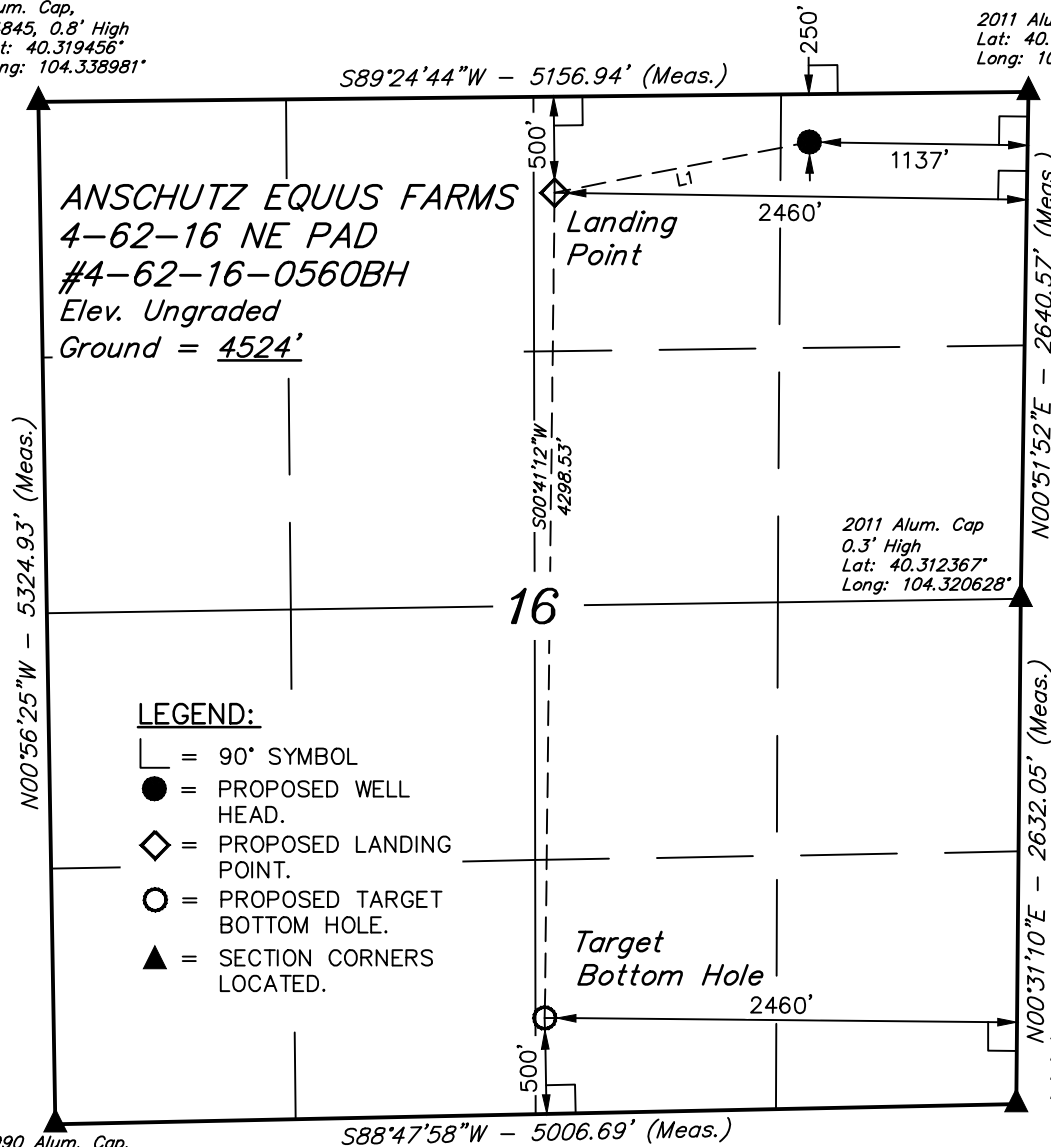 um. Cap,
845, 0.8' High
t: 40.319456°
ng: 104.338981°
S89°24'44"W - 5156.94' (Meas.)
250'
2011 Alu
Lat: 40.
Long: 10
500'
1137'
L1
2460'
Landing
Point
ANSCHUTZ EQUUS FARMS
4-62-16 NE PAD
#4-62-16-0560BH
Elev. Ungraded
Ground = 4524'
N00°51'52"E - 2640.57' (Meas.)
S00°41'12"W
4298.53'
N00°56'25"W - 5324.93' (Meas.)
2011 Alum. Cap
0.3' High
Lat: 40.312367°
Long: 104.320628°
16
LEGEND:
= 90° SYMBOL
= PROPOSED WELL
HEAD.
= PROPOSED LANDING
POINT.
= PROPOSED TARGET
BOTTOM HOLE.
= SECTION CORNERS
LOCATED.
N00°31'10"E - 2632.05' (Meas.)
Target
Bottom Hole
2460'
500'
S88°47'58"W - 5006.69' (Meas.)
90 Alum. Cap,